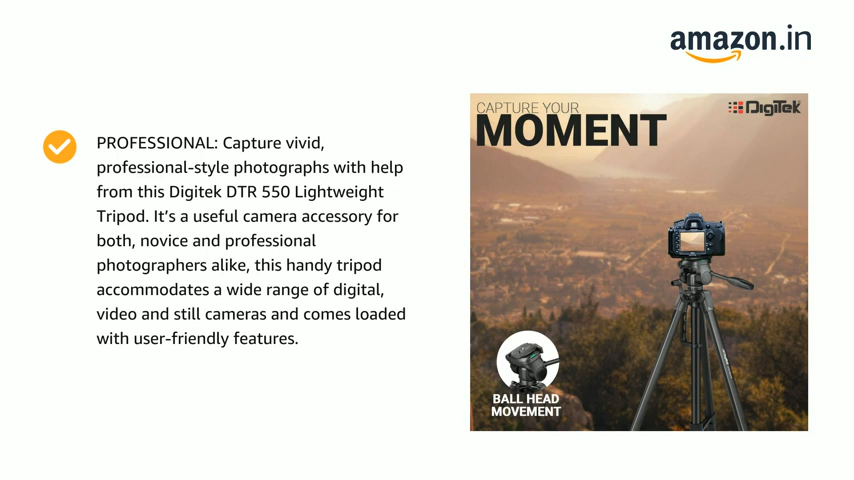 amazon.in
PROFESSIONAL: Capture vivid,
professional-style photographs with help
from this Digitek DTR 550 Lightweight
Tripod. It’s a useful camera accessory for
both, novice and professional
photographers alike, this handy tripod
accommodates a wide range of digital,
video and still cameras and comes loaded
with user-friendly features.
CAPTURE YOUR
MOMENT
DIGITEK
BALL HEAD
MOVEMENT